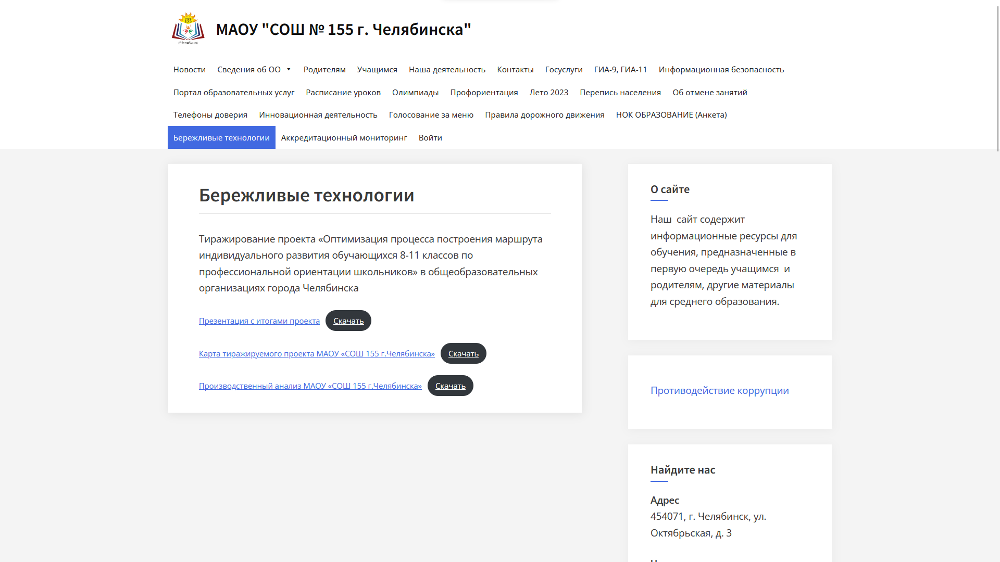 155
г.Челябинск
МАОУ "СОШ № 155 г. Челябинска"
Новости Сведения об ОО Родителям Учащимся Наша деятельность Контакты Госуслуги ГИА-9, ГИА-11 Информационная безопасность
Портал образовательных услуг Расписание уроков Олимпиады Профориентация Лето 2023 Перепись населения Об отмене занятий
Телефоны доверия Инновационная деятельность Голосование за меню Правила дорожного движения НОК ОБРАЗОВАНИЕ (Анкета)
Бережливые технологии Аккредитационный мониторинг Войти
Бережливые технологии
Тиражирование проекта «Оптимизация процесса построения маршрута
индивидуального развития обучающихся 8-11 классов по
профессиональной ориентации школьников» в общеобразовательных
организациях города Челябинска
Презентация с итогами проекта Скачать
Карта тиражируемого проекта МАОУ «СОШ 155 г.Челябинска» Скачать
Производственный анализ МАОУ «СОШ 155 г.Челябинска» Скачать
О сайте
Наш сайт содержит
информационные ресурсы для
обучения, предназначенные в
первую очередь учащимся и
родителям, другие материалы
для среднего образования.
Противодействие коррупции
Найдите нас
Адрес
454071, г. Челябинск, ул.
Октябрьская, д. 3